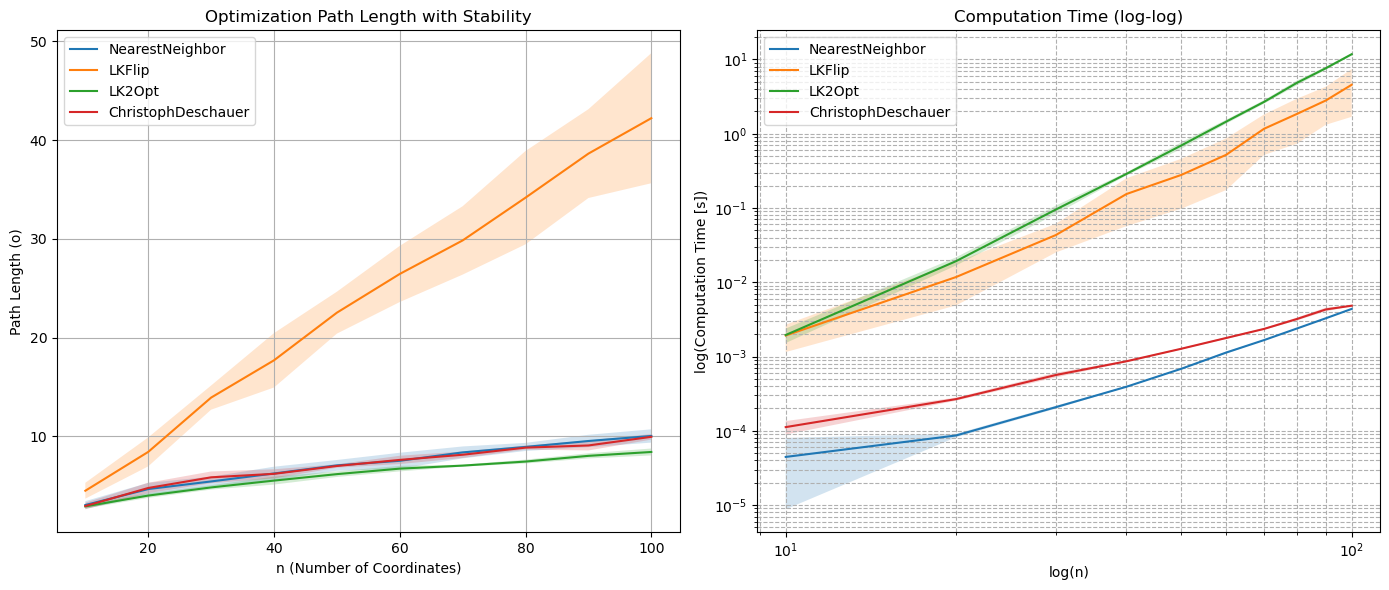 Optimization Path Length with Stability
NearestNeighbor
LKFlip
LK2Opt
ChristophDeschauer
50
40
30
20
10
Path Length (o)
20
40
60
80
100
n (Number of Coordinates)
Computation Time (log-log)
NearestNeighbor
LKFlip
LK2Opt
ChristophDeschauer
10¹
10⁰
10⁻¹
10⁻²
10⁻³
10⁻⁴
10⁻⁵
log(Computation Time [s])
10¹
10²
log(n)